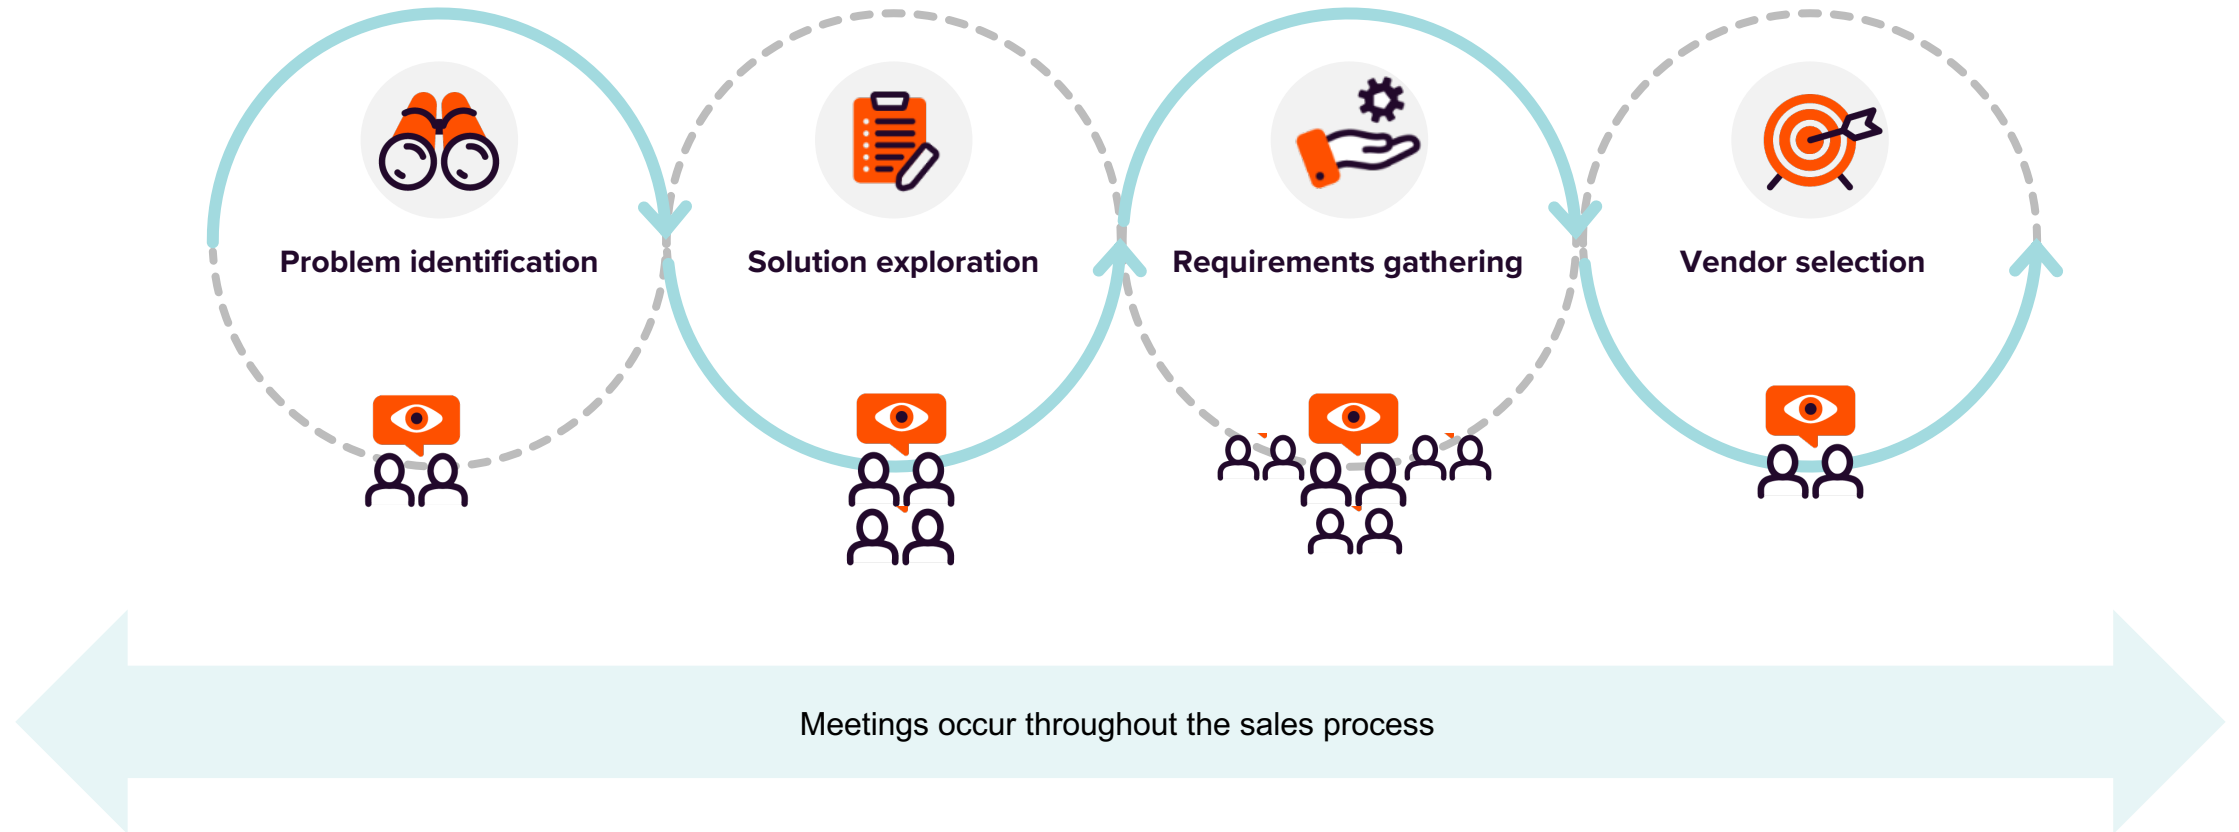 Problem identification
Solution exploration
Requirements gathering
Vendor selection
Meetings occur throughout the sales process